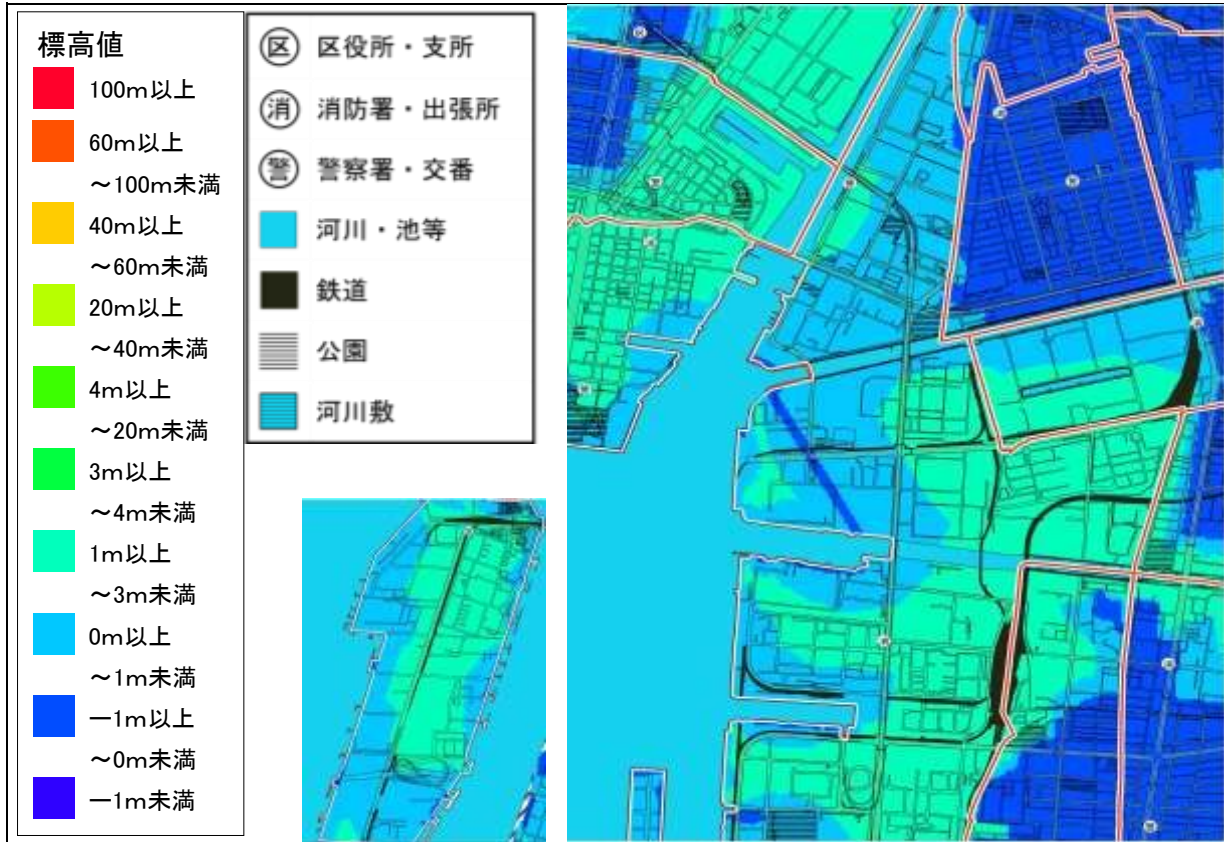 標高値
100m以上
60m以上
～100m未満
40m以上
～60m未満
20m以上
～40m未満
4m以上
～20m未満
3m以上
～4m未満
1m以上
～3m未満
0m以上
～1m未満
－1m以上
～0m未満
－1m未満
区 区役所・支所
消 消防署・出張所
警 警察署・交番
河川・池等
鉄道
公園
河川敷